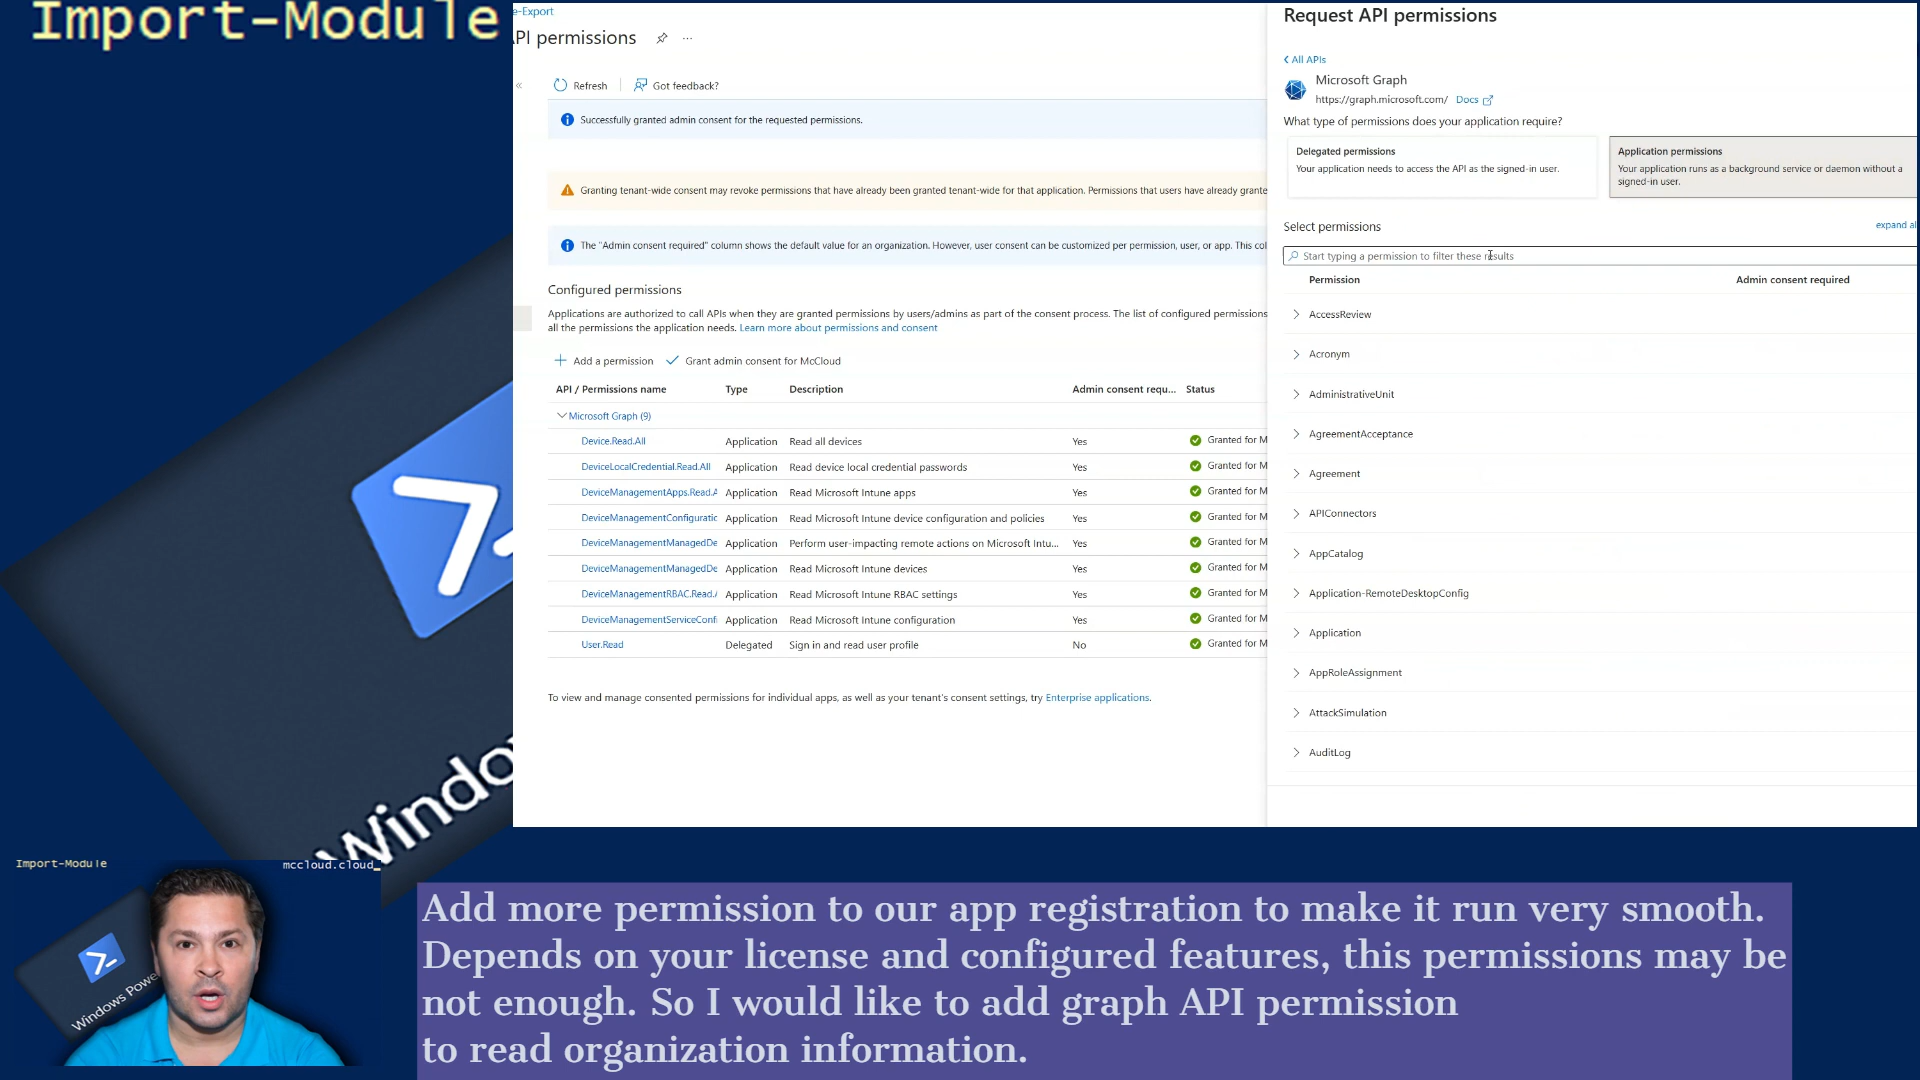 Import-Module
e-Export
PI permissions
Refresh
Got feedback?
Successfully granted admin consent for the requested permissions.
Granting tenant-wide consent may revoke permissions that have already been granted tenant-wide for that application. Permissions that users have already grante
The "Admin consent required" column shows the default value for an organization. However, user consent can be customized per permission, user, or app. This col
Configured permissions
Applications are authorized to call APIs when they are granted permissions by users/admins as part of the consent process. The list of configured permissions
all the permissions the application needs. Learn more about permissions and consent
Add a permission
Grant admin consent for McCloud
API / Permissions name Type Description Admin consent requ... Status
Microsoft Graph (9)
Device.Read.All Application Read all devices Yes Granted for M
DeviceLocalCredential.Read.All Application Read device local credential passwords Yes Granted for M
DeviceManagementApps.Read.A Application Read Microsoft Intune apps Yes Granted for M
DeviceManagementConfiguratic Application Read Microsoft Intune device configuration and policies Yes Granted for M
DeviceManagementManagedDe Application Perform user-impacting remote actions on Microsoft Intu... Yes Granted for M
DeviceManagementManagedDe Application Read Microsoft Intune devices Yes Granted for M
DeviceManagementRBAC.Read.A Application Read Microsoft Intune RBAC settings Yes Granted for M
DeviceManagementServiceConfi Application Read Microsoft Intune configuration Yes Granted for M
User.Read Delegated Sign in and read user profile No Granted for M
To view and manage consented permissions for individual apps, as well as your tenant's consent settings, try Enterprise applications.
Request API permissions
All APIs
Microsoft Graph
https://graph.microsoft.com/ Docs
What type of permissions does your application require?
Delegated permissions
Your application needs to access the API as the signed-in user.
Application permissions
Your application runs as a background service or daemon without a
signed-in user.
Select permissions
expand al
Start typing a permission to filter these results
Permission Admin consent required
AccessReview
Acronym
AdministrativeUnit
AgreementAcceptance
Agreement
APIConnectors
AppCatalog
Application-RemoteDesktopConfig
Application
AppRoleAssignment
AttackSimulation
AuditLog
Windo
Import-Module
mccloud.cloud_
Windows Powe
Add more permission to our app registration to make it run very smooth.
Depends on your license and configured features, this permissions may be
not enough. So I would like to add graph API permission
to read organization information.